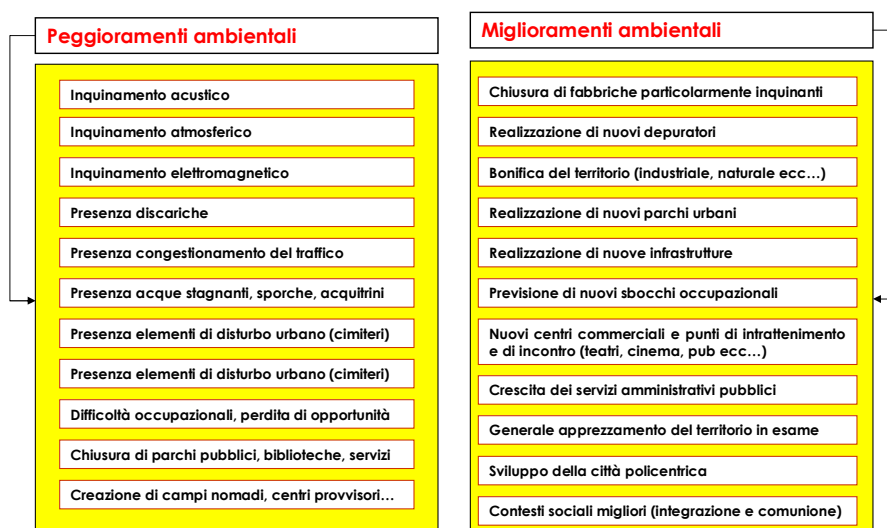 Peggioramenti ambientali
Inquinamento acustico
Inquinamento atmosferico
Inquinamento elettromagnetico
Presenza discariche
Presenza congestionamento del traffico
Presenza acque stagnanti, sporche, acquitrini
Presenza elementi di disturbo urbano (cimiteri)
Presenza elementi di disturbo urbano (cimiteri)
Difficoltà occupazionali, perdita di opportunità
Chiusura di parchi pubblici, biblioteche, servizi
Creazione di campi nomadi, centri provvisori…
Miglioramenti ambientali
Chiusura di fabbriche particolarmente inquinanti
Realizzazione di nuovi depuratori
Bonifica del territorio (industriale, naturale ecc…)
Realizzazione di nuovi parchi urbani
Realizzazione di nuove infrastrutture
Previsione di nuovi sbocchi occupazionali
Nuovi centri commerciali e punti di intrattenimento
e di incontro (teatri, cinema, pub ecc…)
Crescita dei servizi amministrativi pubblici
Generale apprezzamento del territorio in esame
Sviluppo della città policentrica
Contesti sociali migliori (integrazione e comunione)